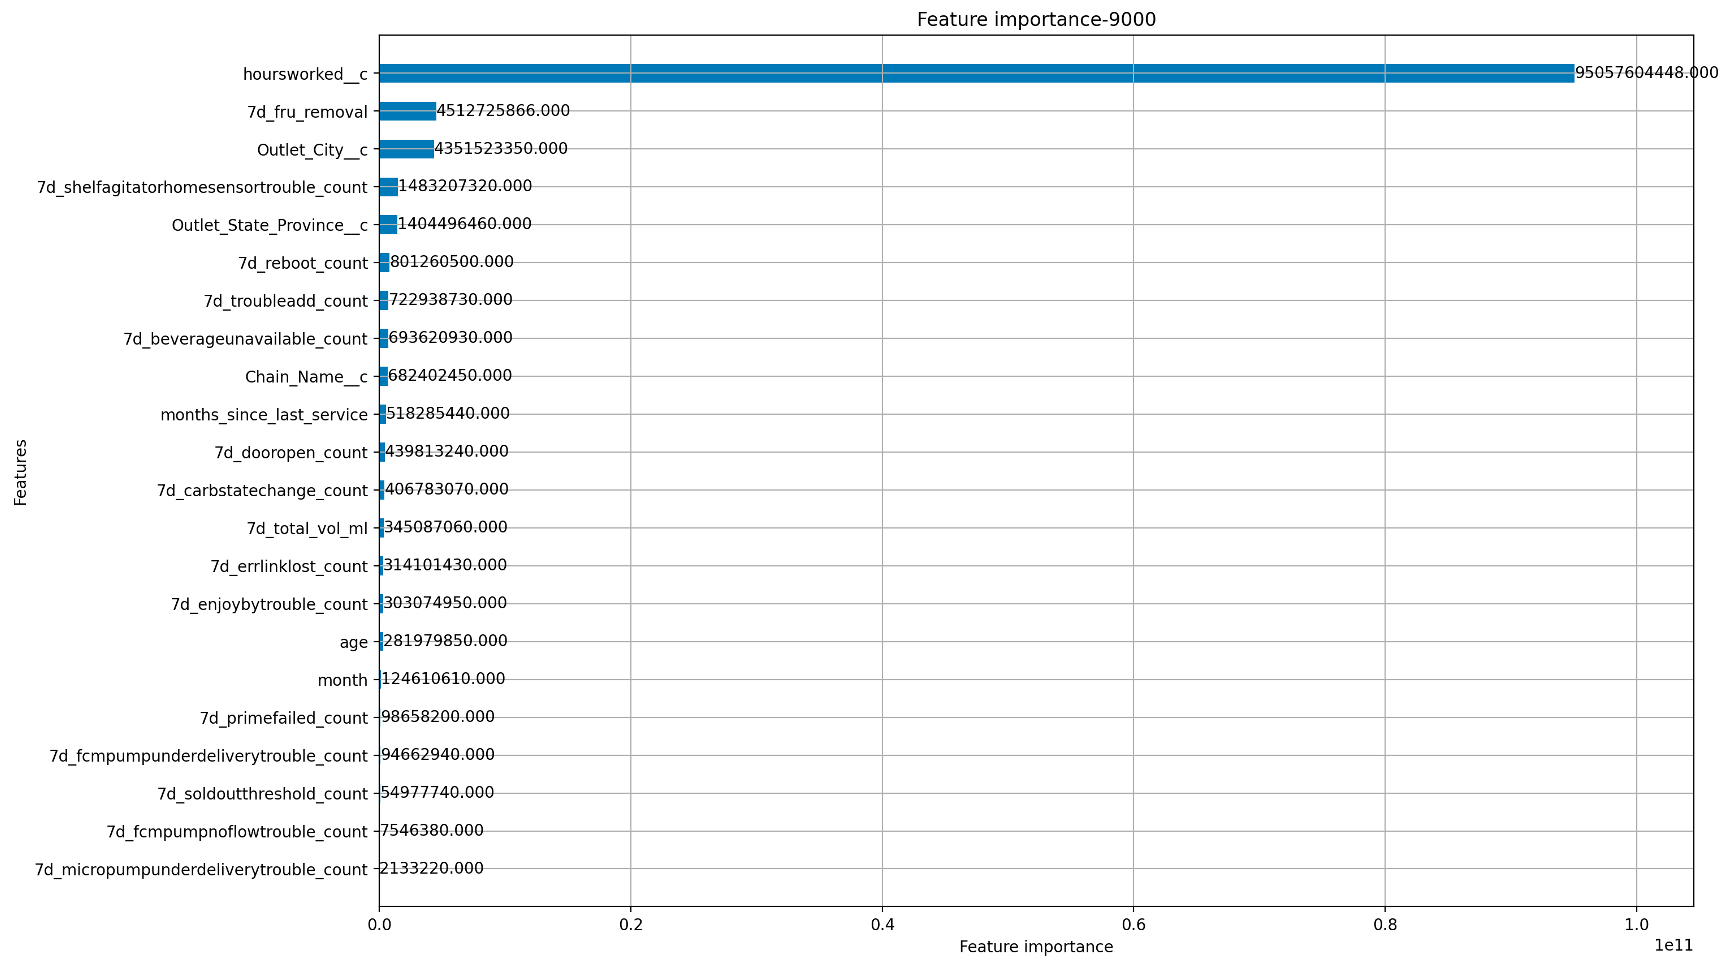 Feature importance-9000
hoursworked__c 95057604448.000
7d_fru_removal 4512725866.000
Outlet_City__c 4351523350.000
7d_shelfagitatorhomesensortrouble_count 1483207320.000
Outlet_State_Province__c 1404496460.000
7d_reboot_count 801260500.000
7d_troubleadd_count 722938730.000
7d_beverageunavailable_count 693620930.000
Chain_Name__c 682402450.000
months_since_last_service 518285440.000
7d_dooropen_count 439813240.000
7d_carbstatechange_count 406783070.000
7d_total_vol_ml 345087060.000
7d_errlinklost_count 314101430.000
7d_enjoybytrouble_count 303074950.000
age 281979850.000
month 124610610.000
7d_primefailed_count 98658200.000
7d_fcmpumpunderdeliverytrouble_count 94662940.000
7d_soldoutthreshold_count 54977740.000
7d_fcmpumpnoflowtrouble_count 7546380.000
7d_micropumpunderdeliverytrouble_count 2133220.000
Features
0.0 0.2 0.4 0.6 0.8 1.0
1e11
Feature importance